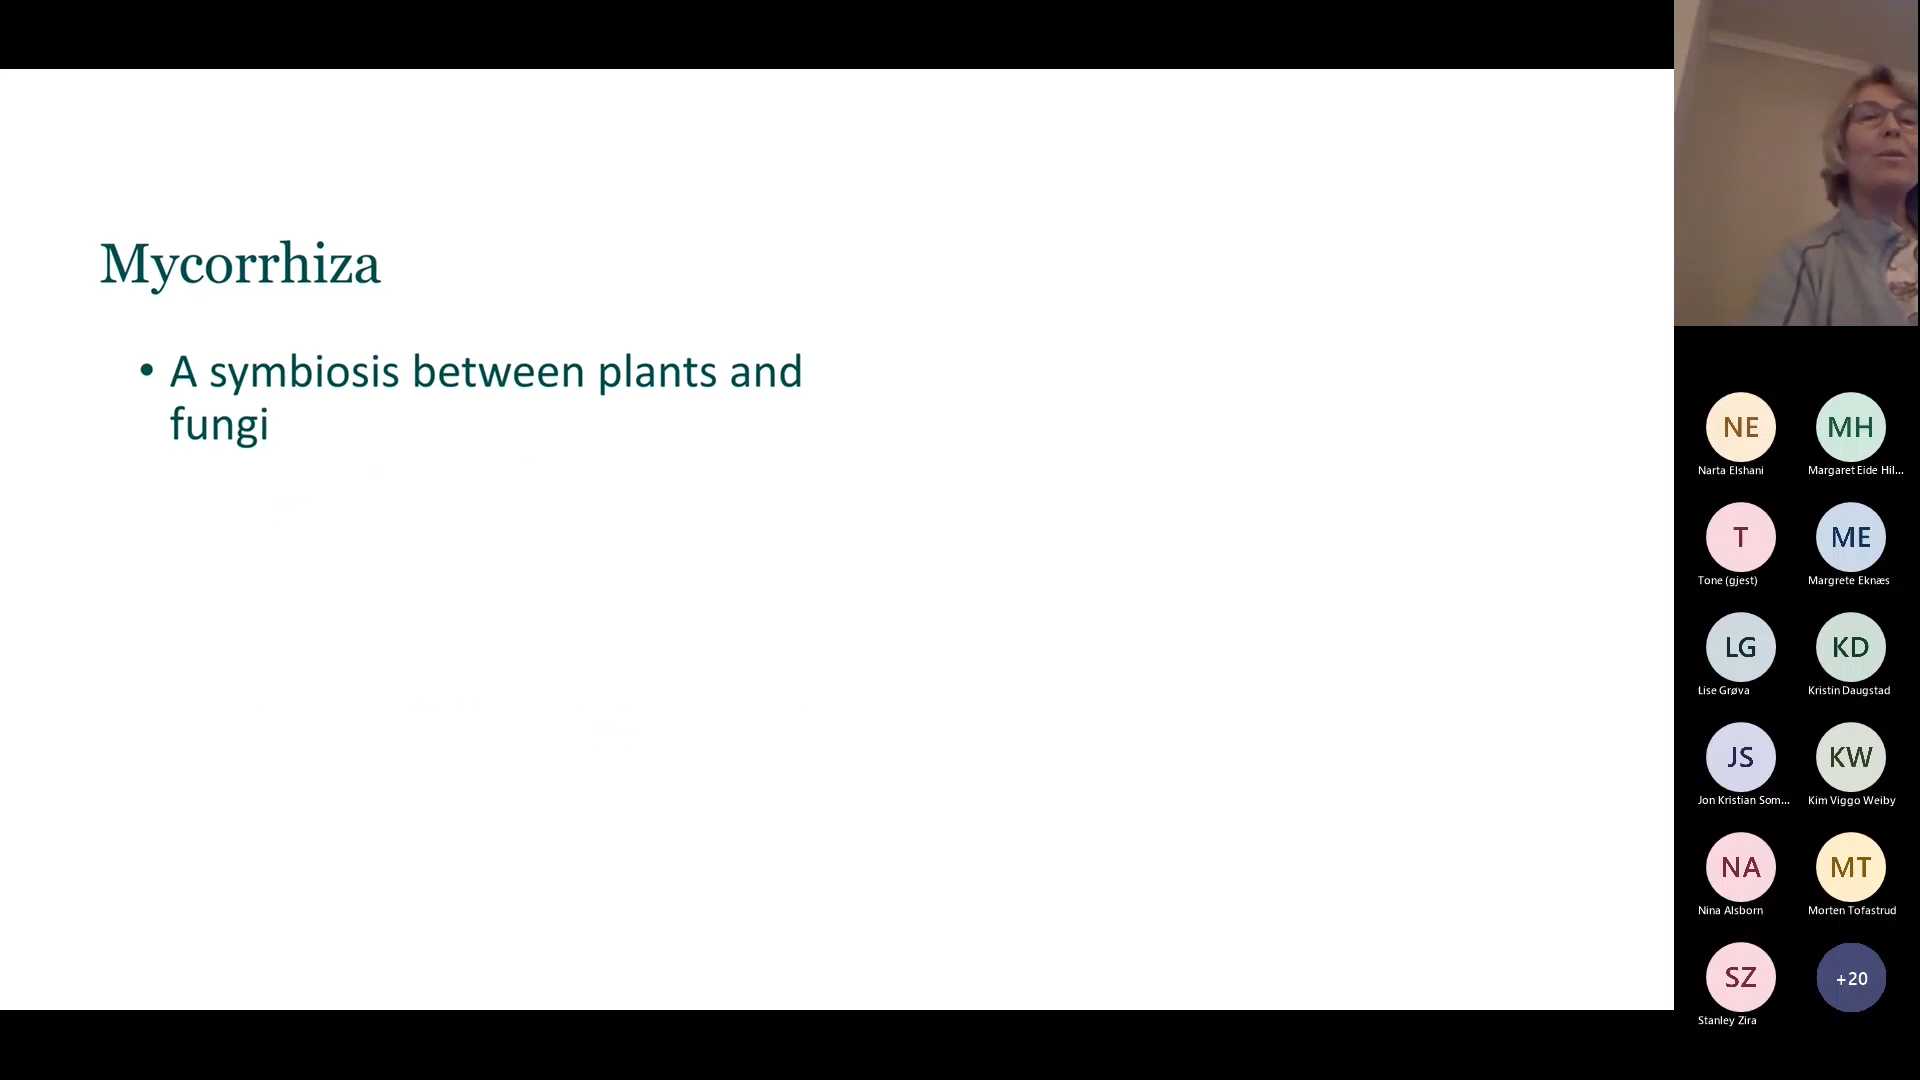 Mycorrhiza
• A symbiosis between plants and
fungi
NE
Narta Elshani
MH
Margaret Eide Hil...
T
Tone (gjest)
ME
Margrete Eknæs
LG
Lise Grøva
KD
Kristin Daugstad
JS
Jon Kristian Som...
KW
Kim Viggo Weiby
NA
Nina Alsborn
MT
Morten Tofastrud
SZ
Stanley Zira
+20